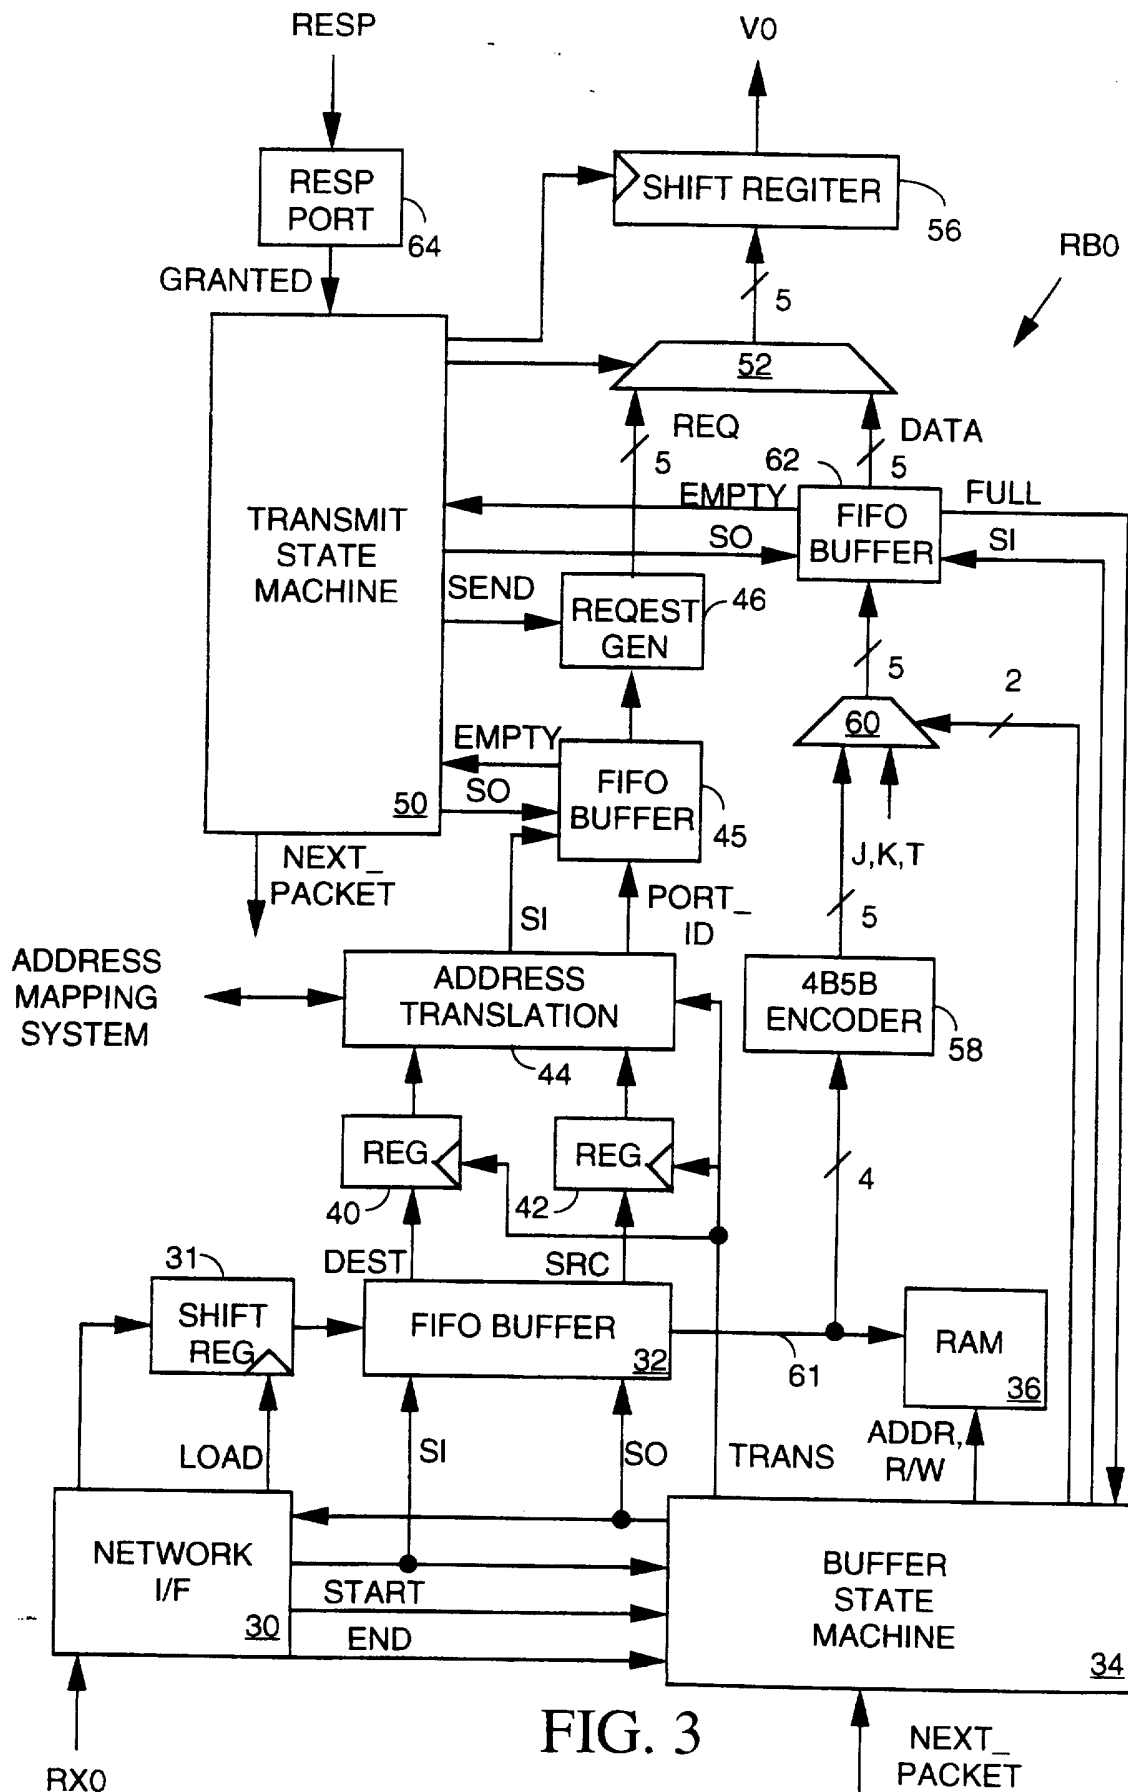 RESP
V0
RESP
PORT
64
SHIFT REGITER
56
RB0
GRANTED
5
52
REQ
5
DATA
5
62
EMPTY
FULL
TRANSMIT
STATE
MACHINE
50
SO
FIFO
BUFFER
SI
SEND
REQEST
GEN
46
5
2
60
EMPTY
SO
FIFO
BUFFER
45
J,K,T
NEXT_
PACKET
SI
PORT_
ID
5
ADDRESS
MAPPING
SYSTEM
ADDRESS
TRANSLATION
44
4B5B
ENCODER
58
REG
40
REG
42
4
DEST
SRC
31
SHIFT
REG
FIFO BUFFER
32
61
RAM
36
LOAD
SI
SO
TRANS
ADDR,
R/W
NETWORK
I/F
30
START
END
BUFFER
STATE
MACHINE
34
RX0
FIG. 3
NEXT_
PACKET